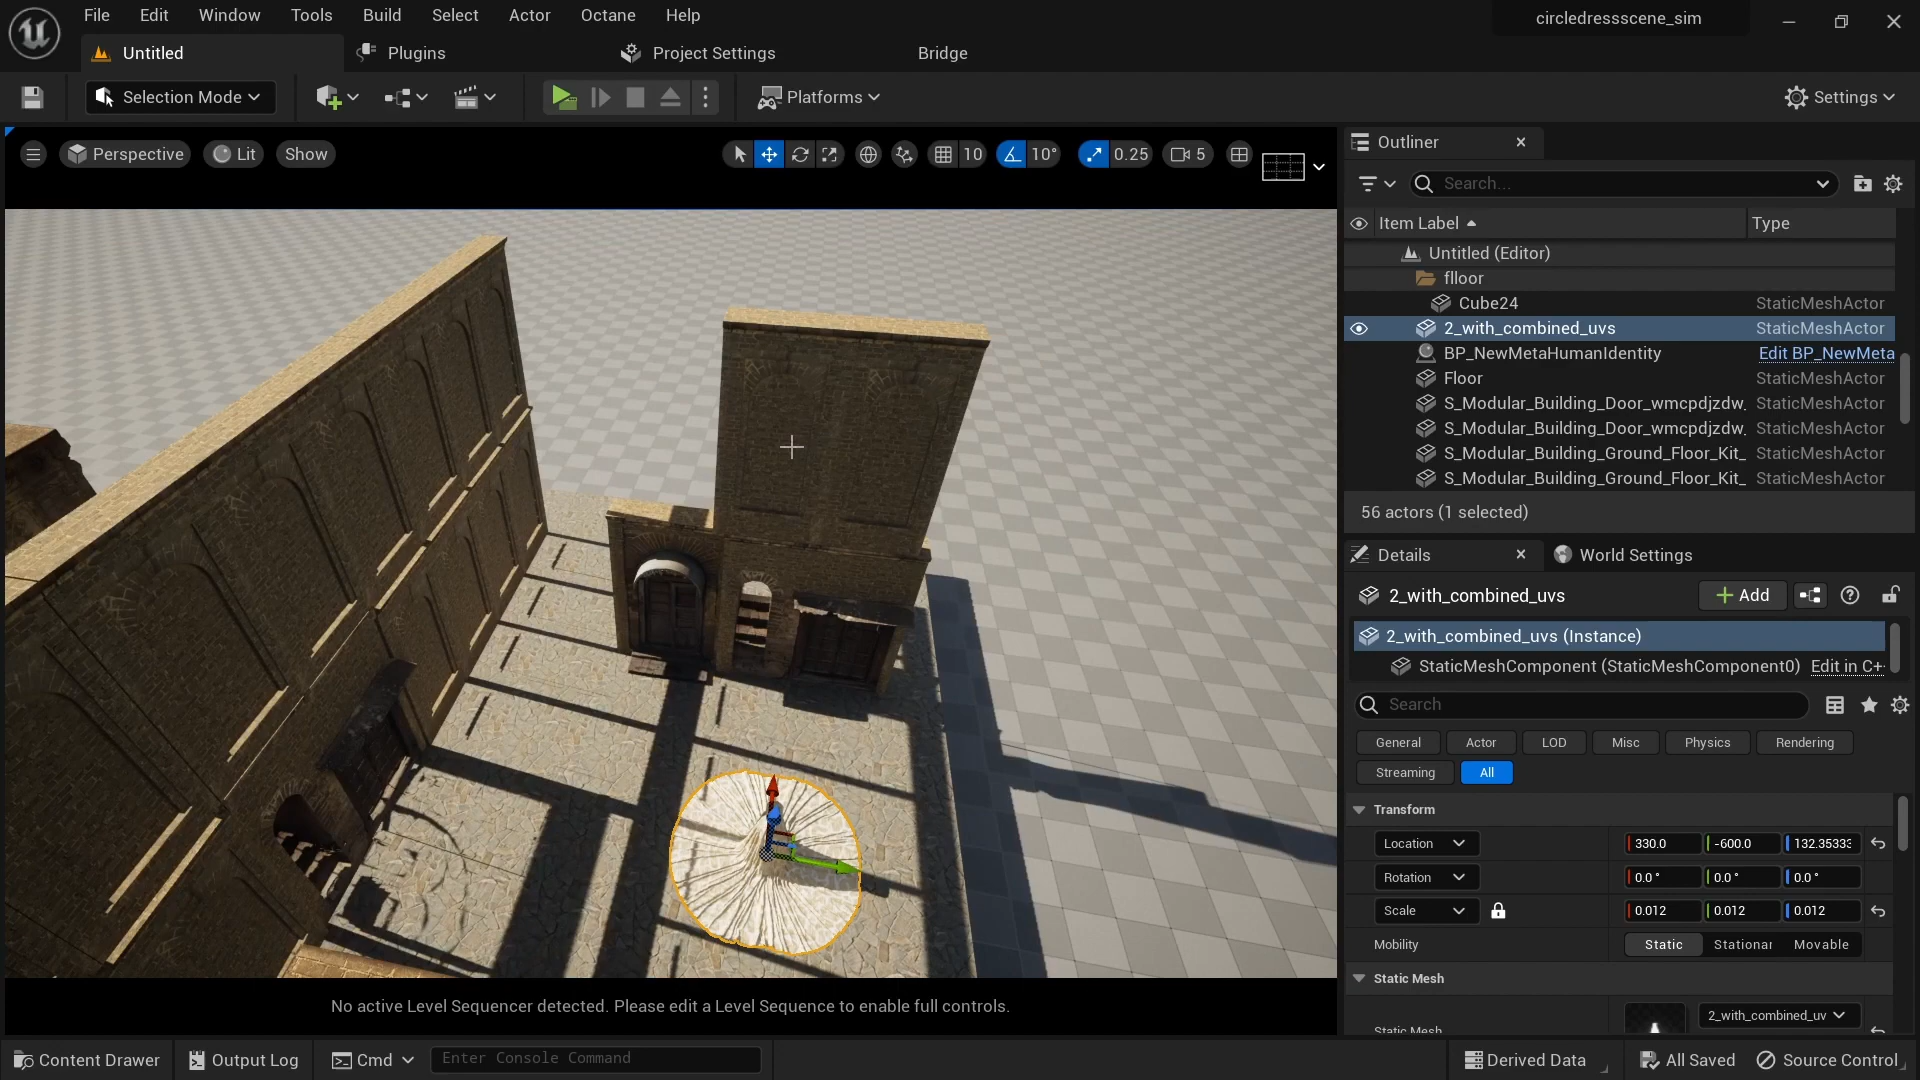 File Edit Window Tools Build Select Actor Octane Help
circledressscene_sim
Untitled
Plugins
Project Settings
Bridge
Selection Mode
Platforms
Settings
Perspective
Lit
Show
10
10°
0.25
5
Outliner
Search...
Item Label
Type
Untitled (Editor)
flloor
Cube24 StaticMeshActor
2_with_combined_uvs StaticMeshActor
BP_NewMetaHumanIdentity Edit BP_NewMeta
Floor StaticMeshActor
S_Modular_Building_Door_wmcpdjzdw, StaticMeshActor
S_Modular_Building_Door_wmcpdjzdw, StaticMeshActor
S_Modular_Building_Ground_Floor_Kit_ StaticMeshActor
S_Modular_Building_Ground_Floor_Kit_ StaticMeshActor
56 actors (1 selected)
Details
World Settings
2_with_combined_uvs
Add
2_with_combined_uvs (Instance)
StaticMeshComponent (StaticMeshComponent0) Edit in C+
Search
General Actor LOD Misc Physics Rendering
Streaming All
Transform
Location 330.0 -600.0 132.35333
Rotation 0.0 ° 0.0 ° 0.0 °
Scale 0.012 0.012 0.012
Mobility Static Stationar Movable
Static Mesh
Static Mesh 2_with_combined_uv
No active Level Sequencer detected. Please edit a Level Sequence to enable full controls.
Content Drawer
Output Log
Cmd
Enter Console Command
Derived Data
All Saved
Source Control